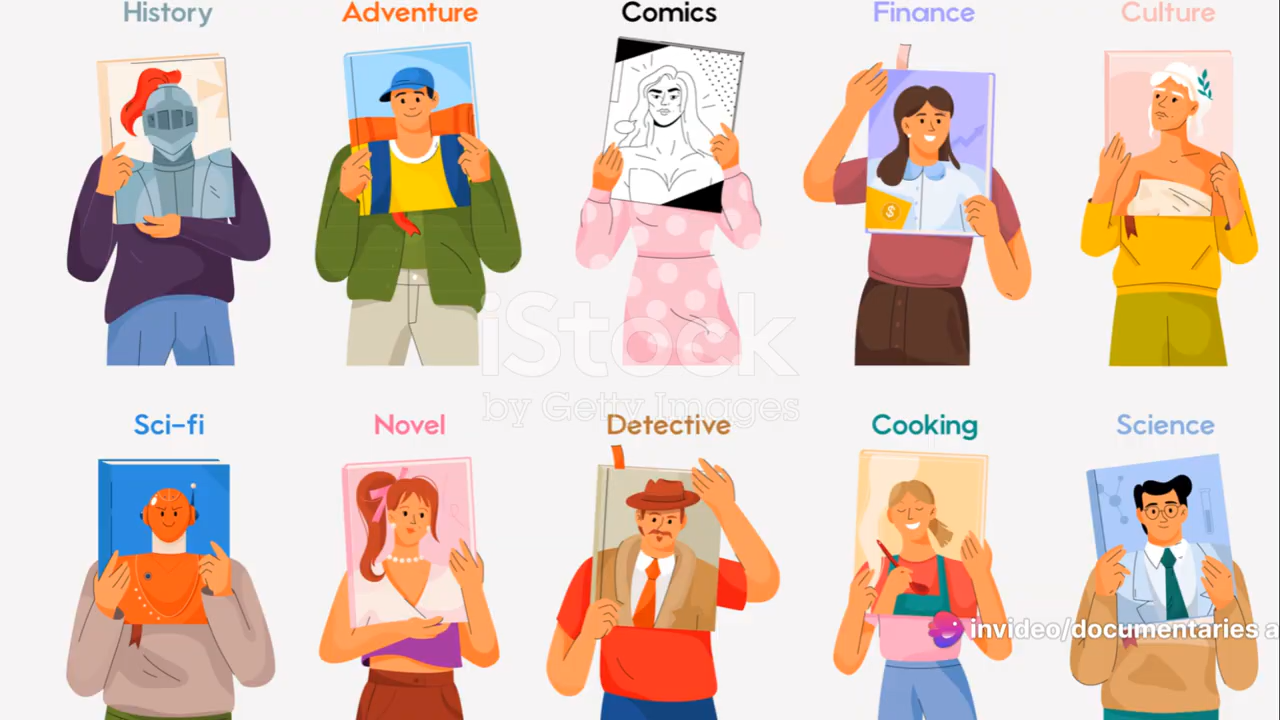 History
Adventure
Comics
Finance
Culture
iStock
by Getty Images
Sci-fi
Novel
Detective
Cooking
Science
$
invideo/documentaries a